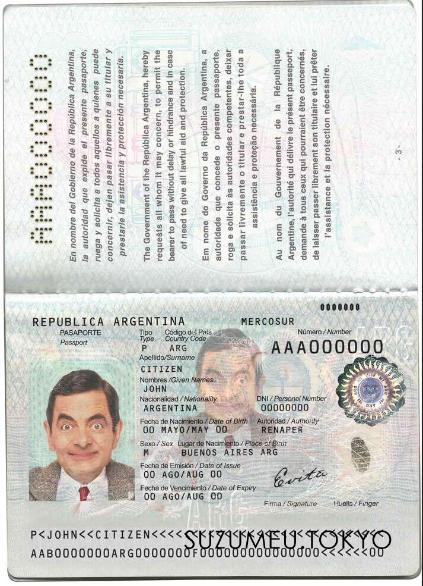 AAA000000
En nombre del Gobierno de la República Argentina,
la autoridad que expide el presente pasaporte,
ruega y solicita a todos aquellos a quienes puede
concernir, dejen pasar libremente a su titular y
prestarle la asistencia y protección necesaria.
The Government of the República Argentina, hereby
requests all whom it may concern, to permit the
bearer to pass without delay or hindrance and in case
of need to give all lawful aid and protection.
Em nome do Governo da República Argentina, a
autoridade que concede o presente passaporte,
roga e solicita às autoridades competentes, deixar
passar livremente o titular e prestar-lhe toda a
assistência e proteção necessária.
Au nom du Gouvernement de la République
Argentine, l'autorité qui délivre le présent passeport,
demande à tous ceux qui pourraient être concernés,
de laisser passer librement son titulaire et lui prêter
l'assistance et la protection nécessaire.
- 3 -
0000000
REPUBLICA ARGENTINA MERCOSUR
PASAPORTE
Passport
Tipo
Type
P
Código del País
Country Code
ARG
Número / Number
AAA000000
Apellido/Surname
CITIZEN
Nombres /Given Names
JOHN
Nacionalidad / Nationality
ARGENTINA
DNI / Personal Number
00000000
Fecha de Nacimiento / Date of Birth
00 MAYO/MAY 00
Autoridad / Authority
RENAPER
Sexo / Sex
M
Lugar de Nacimiento / Place of Birth
BUENOS AIRES ARG
Fecha de Emisión / Date of Issue
00 AGO/AUG 00
Fecha de Vencimiento / Date of Expiry
00 AGO/AUG 00
Evita
Firma / Signature Huella / Finger
P<JOHN<<CITIZEN<<<<
SUZUMEU TOKYO